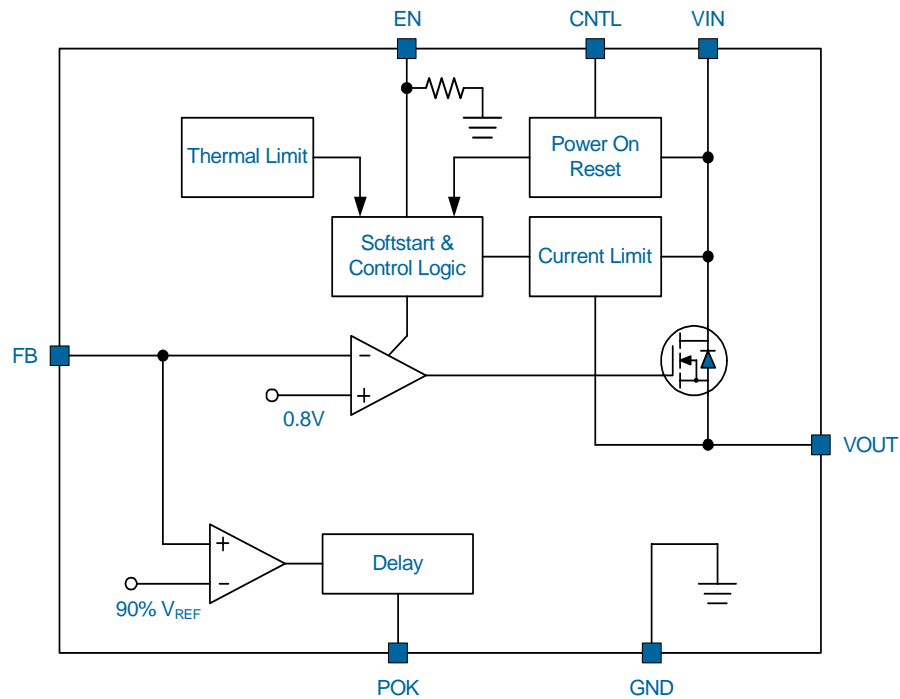 EN
CNTL
VIN
Thermal Limit
Power On
Reset
Softstart &
Control Logic
Current Limit
FB
−
+
0.8V
VOUT
+
−
90% VREF
Delay
POK
GND